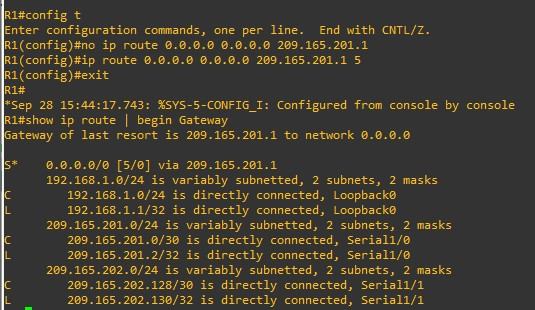 R1#config t
Enter configuration commands, one per line.  End with CNTL/Z.
R1(config)#no ip route 0.0.0.0 0.0.0.0 209.165.201.1
R1(config)#ip route 0.0.0.0 0.0.0.0 209.165.201.1 5
R1(config)#exit
R1#
*Sep 28 15:44:17.743: %SYS-5-CONFIG_I: Configured from console by console
R1#show ip route | begin Gateway
Gateway of last resort is 209.165.201.1 to network 0.0.0.0

S*    0.0.0.0/0 [5/0] via 209.165.201.1
      192.168.1.0/24 is variably subnetted, 2 subnets, 2 masks
C        192.168.1.0/24 is directly connected, Loopback0
L        192.168.1.1/32 is directly connected, Loopback0
      209.165.201.0/24 is variably subnetted, 2 subnets, 2 masks
C        209.165.201.0/30 is directly connected, Serial1/0
L        209.165.201.2/32 is directly connected, Serial1/0
      209.165.202.0/24 is variably subnetted, 2 subnets, 2 masks
C        209.165.202.128/30 is directly connected, Serial1/1
L        209.165.202.130/32 is directly connected, Serial1/1